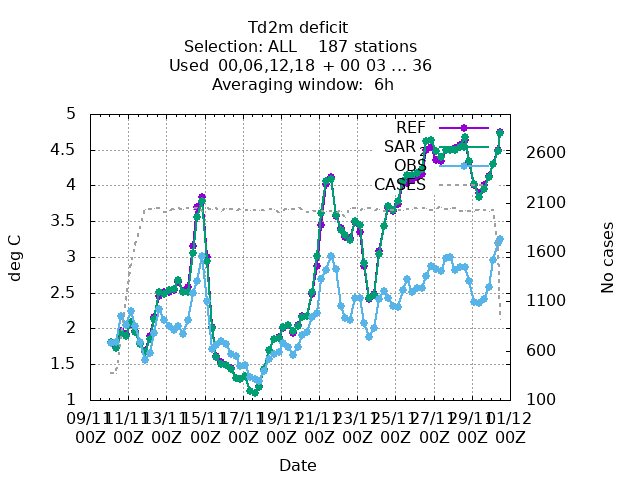 Td2m deficit
Selection: ALL    187 stations
Used  00,06,12,18 + 00 03 ... 36
Averaging window:  6h
5
4.5
4
3.5
3
2.5
2
1.5
1
deg C
REF
SAR
OBS
CASES
2600
2100
1600
1100
600
100
No cases
09/11 11/11 13/11 15/11 17/11 19/11 21/11 23/11 25/11 27/11 29/11 01/12
00Z 00Z 00Z 00Z 00Z 00Z 00Z 00Z 00Z 00Z 00Z 00Z
Date